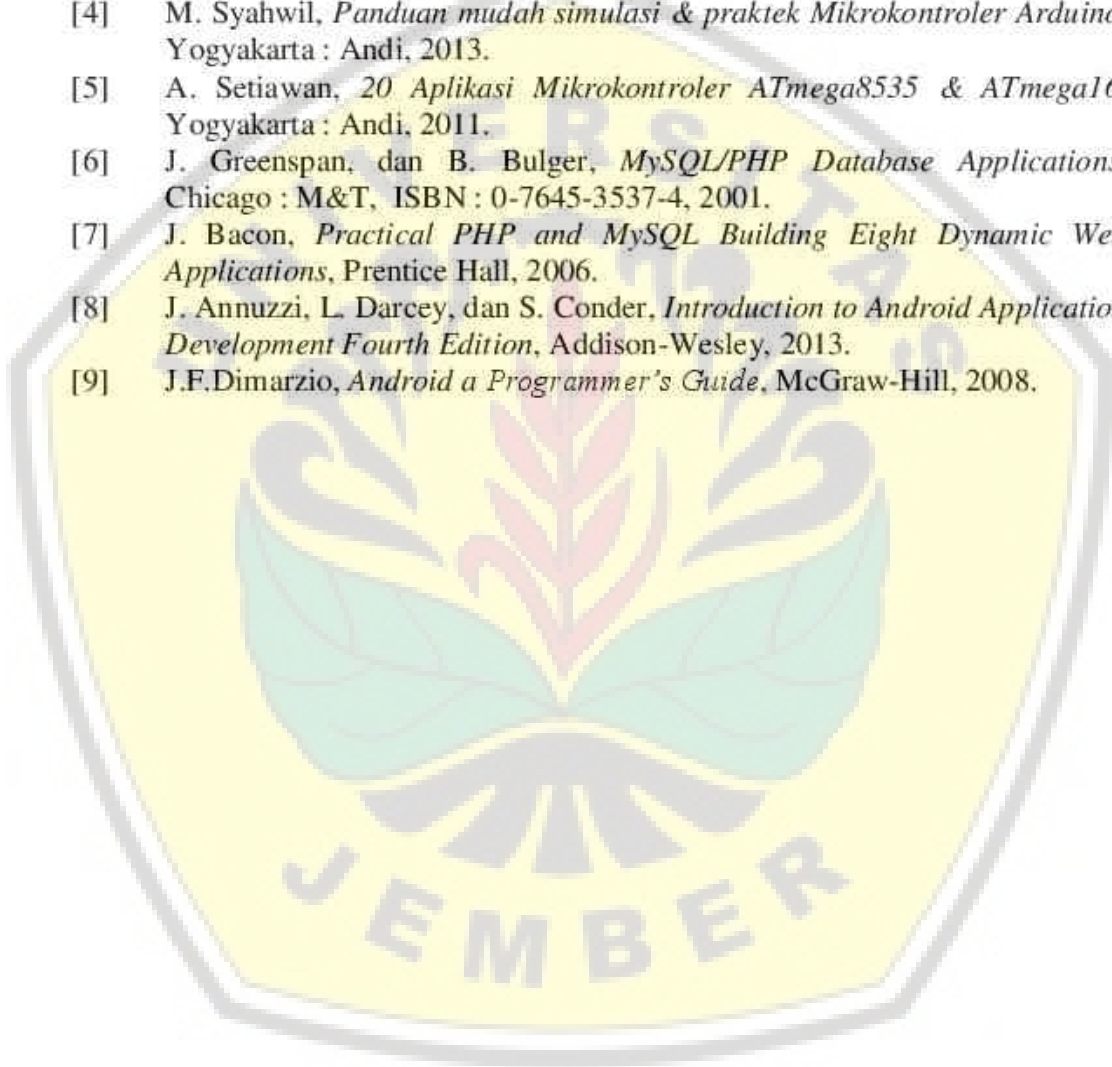 [4] M. Syahwil, Panduan mudah simulasi & praktek Mikrokontroler Arduino
Yogyakarta : Andi, 2013.
[5] A. Setiawan, 20 Aplikasi Mikrokontroler ATmega8535 & ATmega16
Yogyakarta : Andi, 2011.
[6] J. Greenspan, dan B. Bulger, MySQL/PHP Database Applications
Chicago : M&T, ISBN : 0-7645-3537-4, 2001.
[7] J. Bacon, Practical PHP and MySQL Building Eight Dynamic We
Applications, Prentice Hall, 2006.
[8] J. Annuzzi, L. Darcey, dan S. Conder, Introduction to Android Applicatio
Development Fourth Edition, Addison-Wesley, 2013.
[9] J.F.Dimarzio, Android a Programmer's Guide, McGraw-Hill, 2008.
UNIVERSITAS
JEMBER